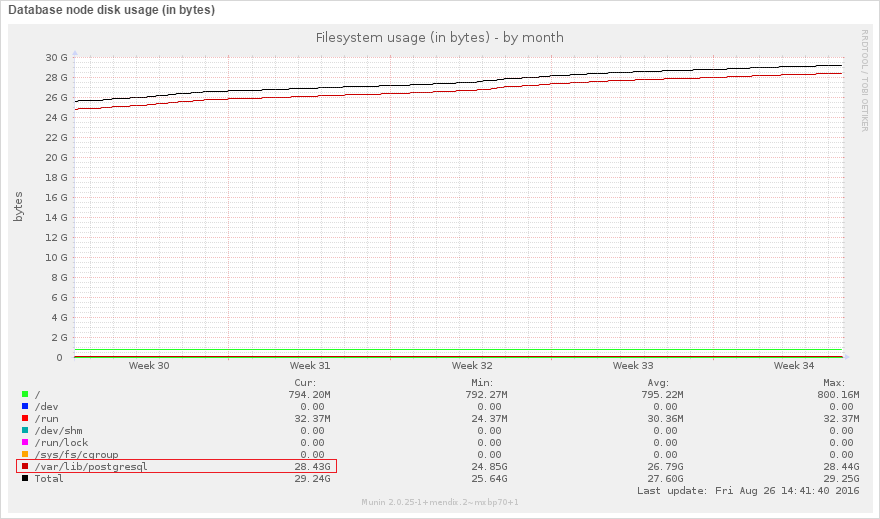 Database node disk usage (in bytes)
Filesystem usage (in bytes) - by month
RRDTOOL / TOBI OETIKER
bytes
30 G
28 G
26 G
24 G
22 G
20 G
18 G
16 G
14 G
12 G
10 G
8 G
6 G
4 G
2 G
0
Week 30 Week 31 Week 32 Week 33 Week 34
Cur: Min: Avg: Max:
/ 794.20M 792.27M 795.22M 800.16M
/dev 0.00 0.00 0.00 0.00
/run 32.37M 24.37M 30.36M 32.37M
/dev/shm 0.00 0.00 0.00 0.00
/run/lock 0.00 0.00 0.00 0.00
/sys/fs/cgroup 0.00 0.00 0.00 0.00
/var/lib/postgresql 28.43G 24.85G 26.79G 28.44G
Total 29.24G 25.64G 27.60G 29.25G
Last update: Fri Aug 26 14:41:40 2016
Munin 2.0.25-1+mendix.2~mxbp70+1